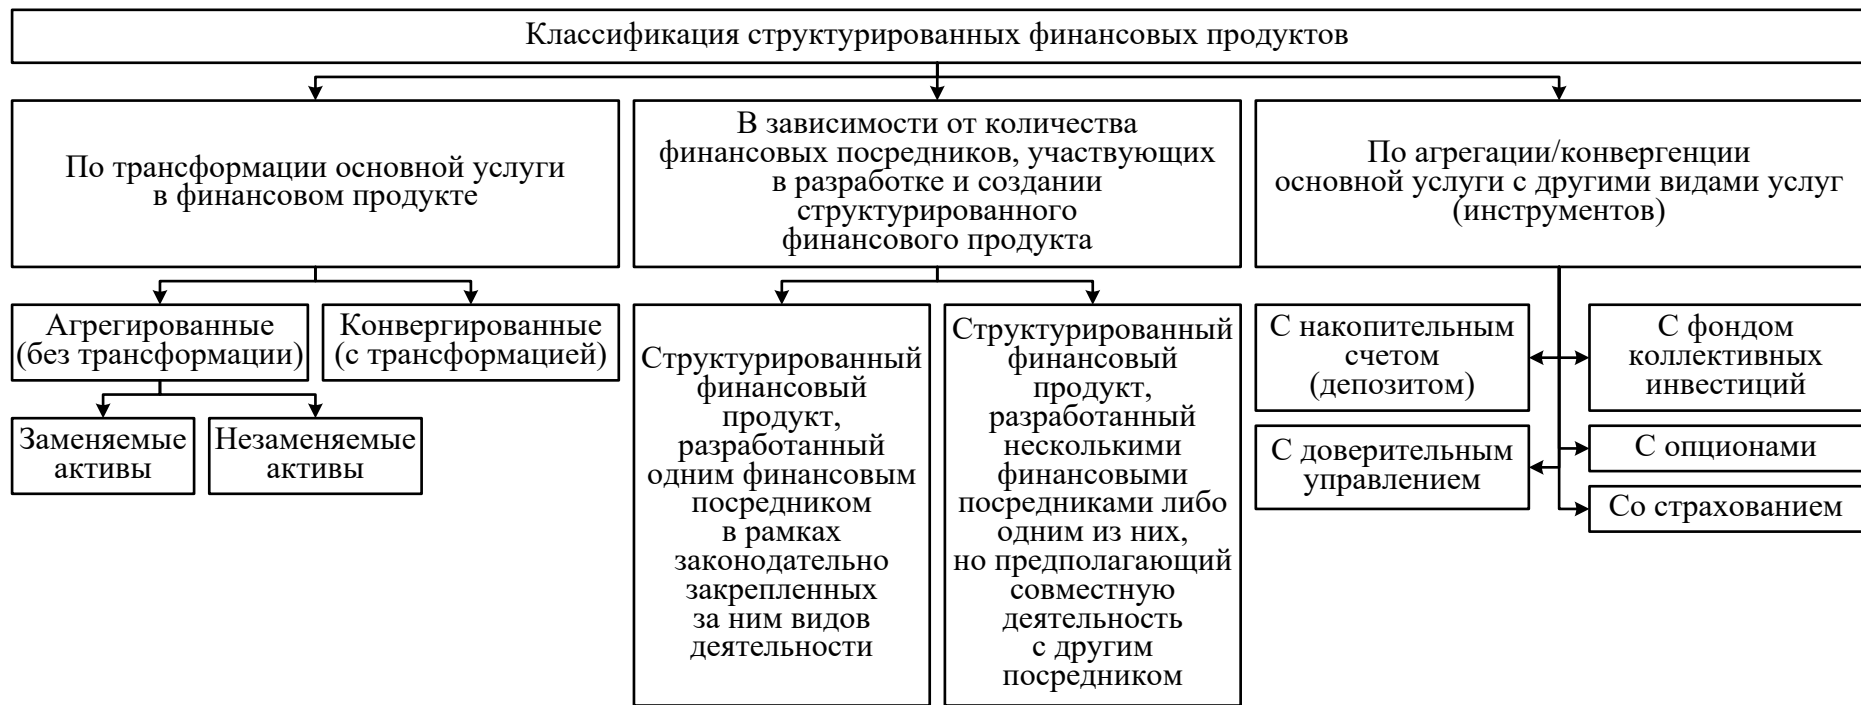 Классификация структурированных финансовых продуктов
По трансформации основной услуги
в финансовом продукте
В зависимости от количества
финансовых посредников, участвующих
в разработке и создании
структурированного
финансового продукта
По агрегации/конвергенции
основной услуги с другими видами услуг
(инструментов)
Агрегированные
(без трансформации)
Конвергированные
(с трансформацией)
Заменяемые
активы
Незаменяемые
активы
Структурированный
финансовый
продукт,
разработанный
одним финансовым
посредником
в рамках
законодательно
закрепленных
за ним видов
деятельности
Структурированный
финансовый
продукт,
разработанный
несколькими
финансовыми
посредниками либо
одним из них,
но предполагающий
совместную
деятельность
с другим
посредником
С накопительным
счетом
(депозитом)
С доверительным
управлением
С фондом
коллективных
инвестиций
С опционами
Со страхованием